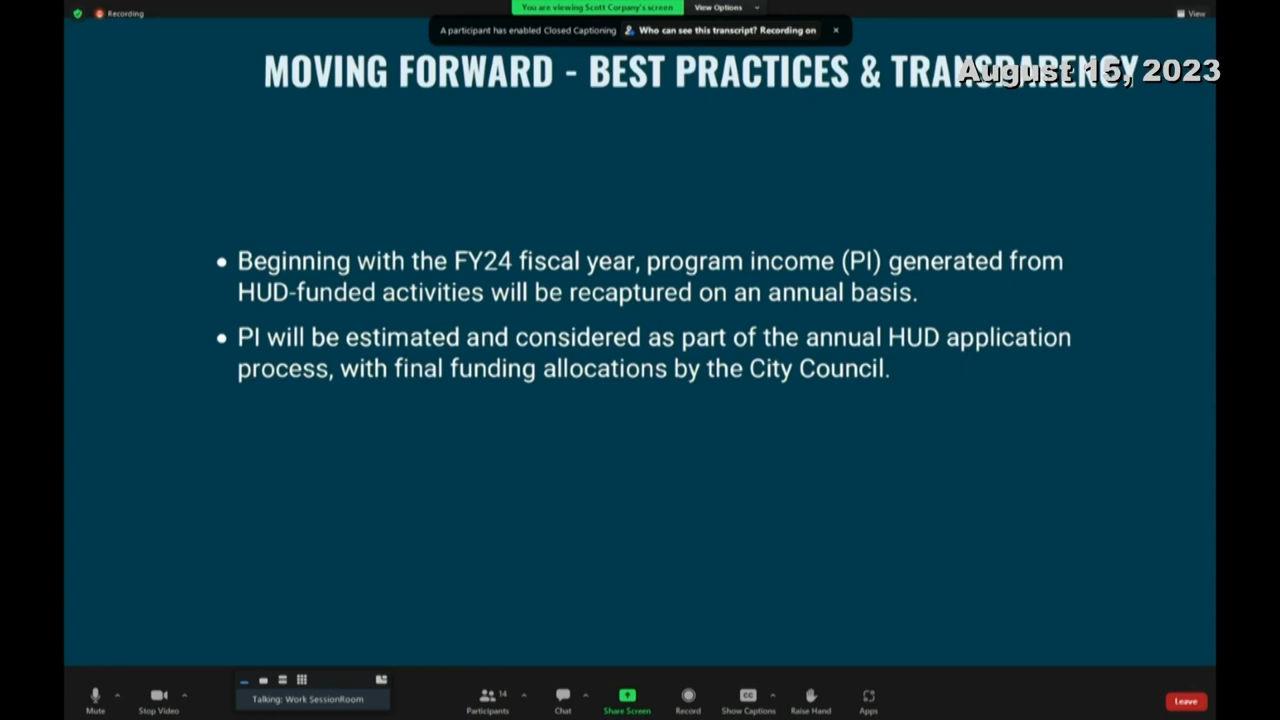 You are viewing Scott Corpany's screen
View Options
Recording
View
A participant has enabled Closed Captioning
Who can see this transcript? Recording on
MOVING FORWARD - BEST PRACTICES & TRANSPARENCY
August 15, 2023
• Beginning with the FY24 fiscal year, program income (PI) generated from
HUD-funded activities will be recaptured on an annual basis.
• PI will be estimated and considered as part of the annual HUD application
process, with final funding allocations by the City Council.
Talking: Work SessionRoom
14
Mute
Stop Video
Participants
Chat
Share Screen
CC
Record
Show Captions
Raise Hand
Apps
Leave